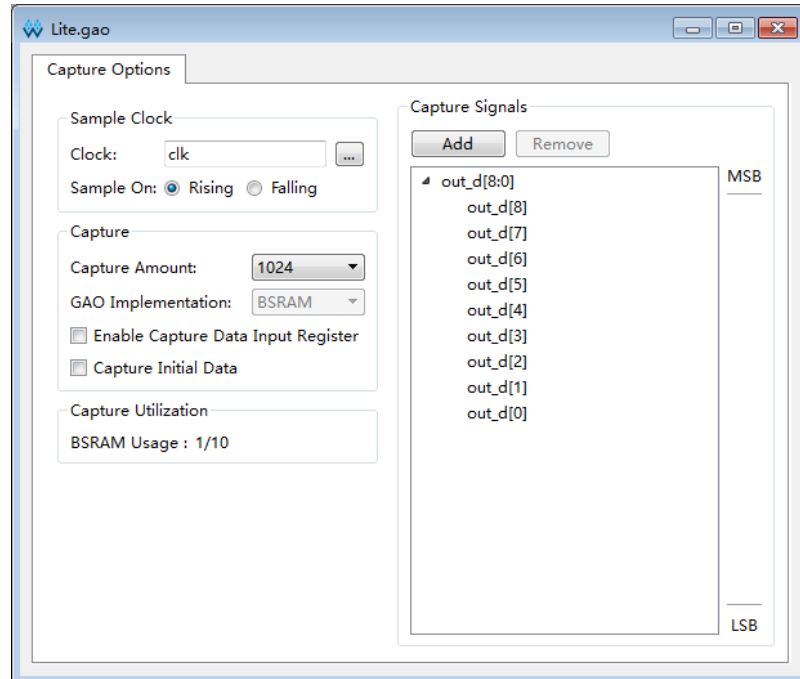 Lite.gao
Capture Options
Sample Clock
Clock: clk ...
Sample On: Rising Falling
Capture
Capture Amount: 1024
GAO Implementation: BSRAM
Enable Capture Data Input Register
Capture Initial Data
Capture Utilization
BSRAM Usage : 1/10
Capture Signals
Add Remove
out_d[8:0] MSB
out_d[8]
out_d[7]
out_d[6]
out_d[5]
out_d[4]
out_d[3]
out_d[2]
out_d[1]
out_d[0]
LSB